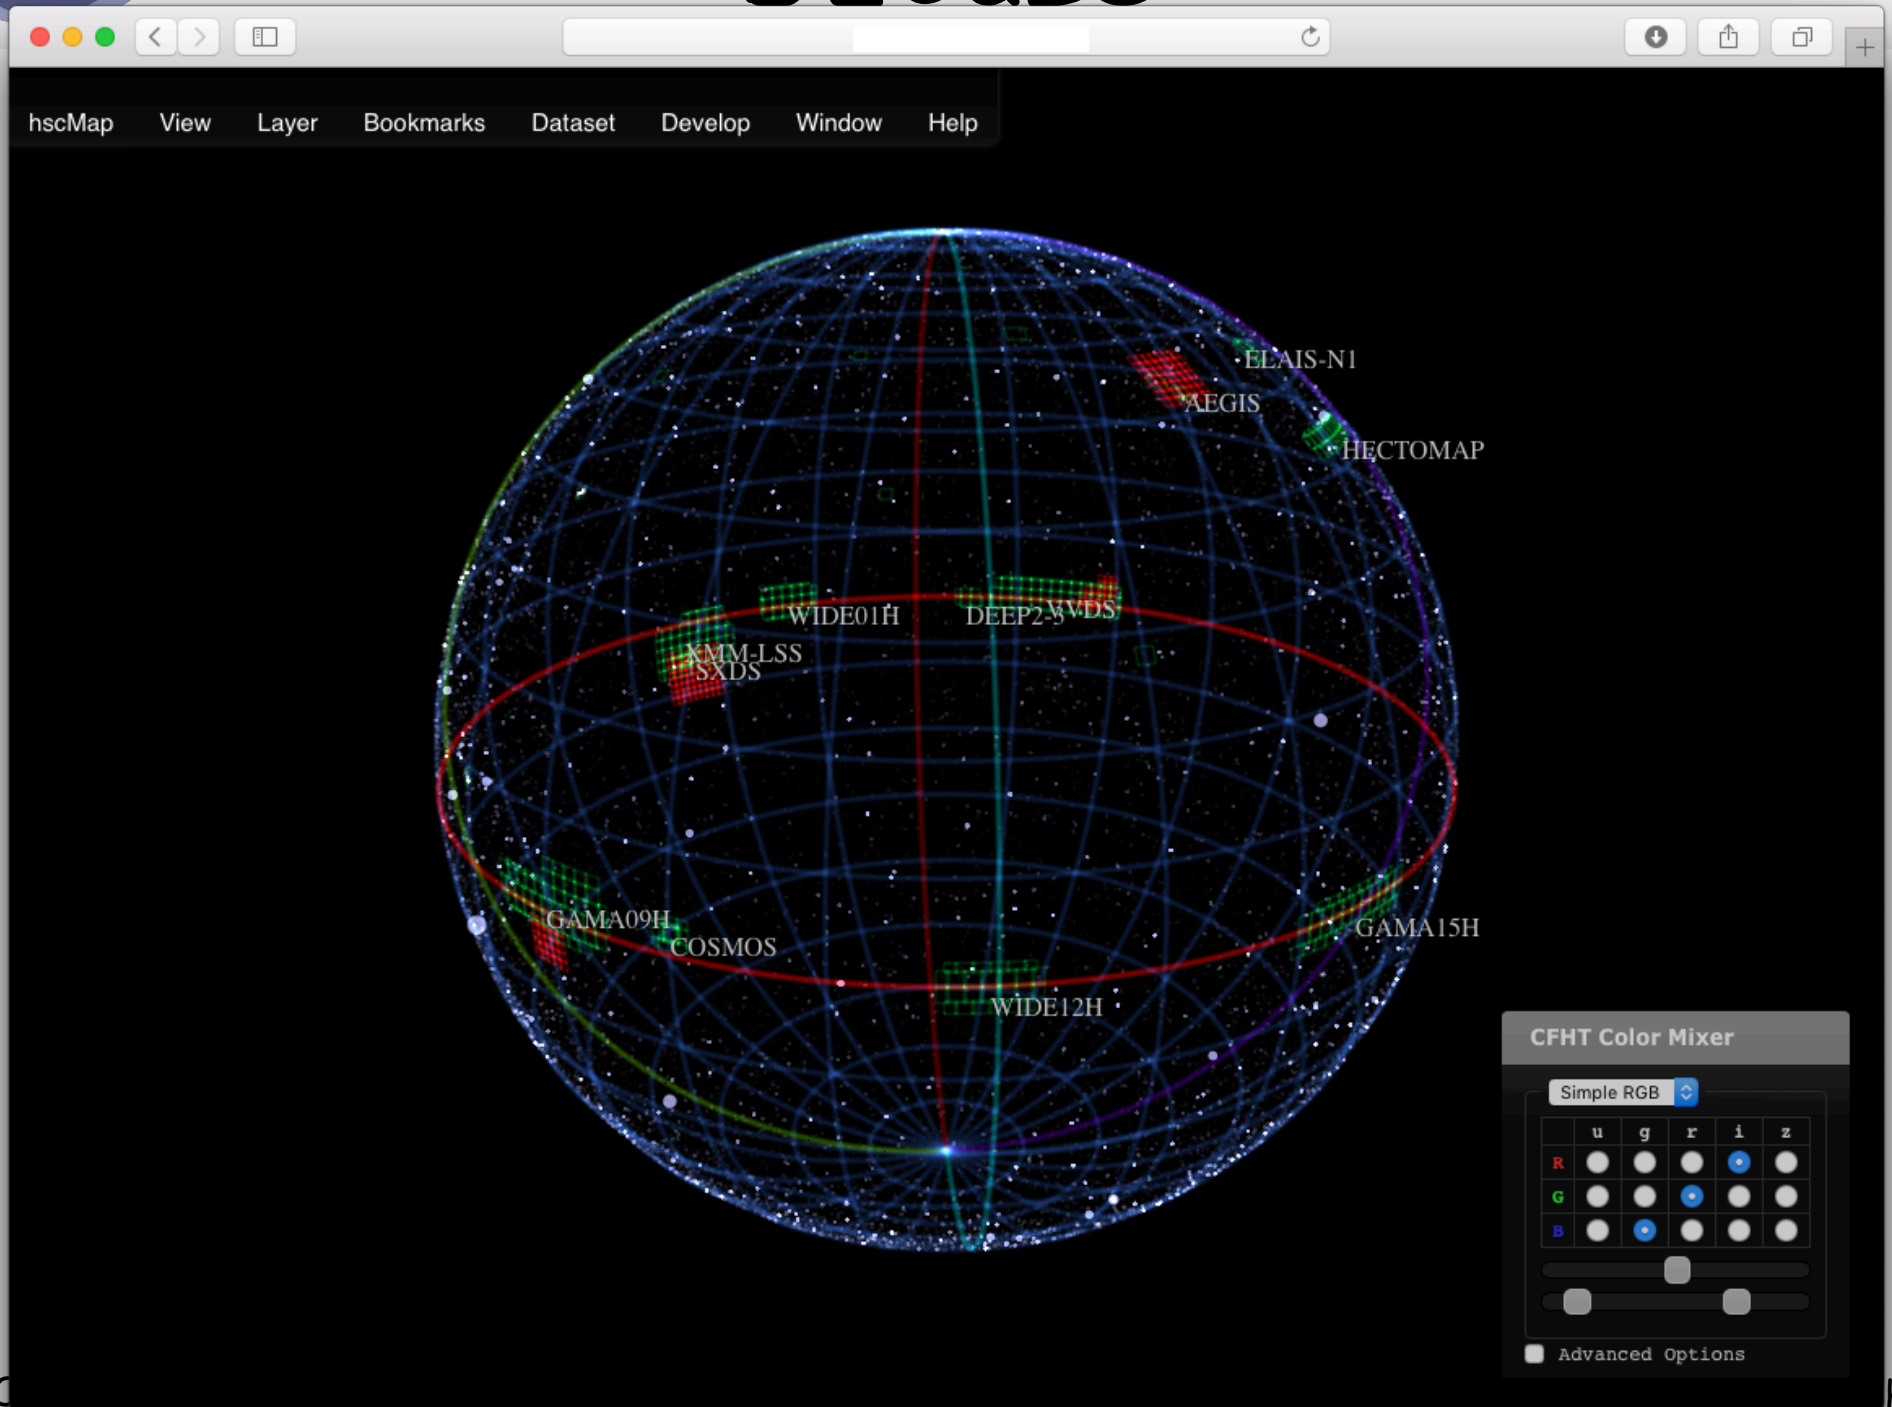 hscMap View Layer Bookmarks Dataset Develop Window Help
ELAIS-N1
AEGIS
HECTOMAP
WIDE01H
DEEP2-3
VVDS
XMM-LSS
SXDS
GAMA09H
COSMOS
GAMA15H
WIDE12H
CFHT Color Mixer
Simple RGB
u g r i z
R
G
B
Advanced Options